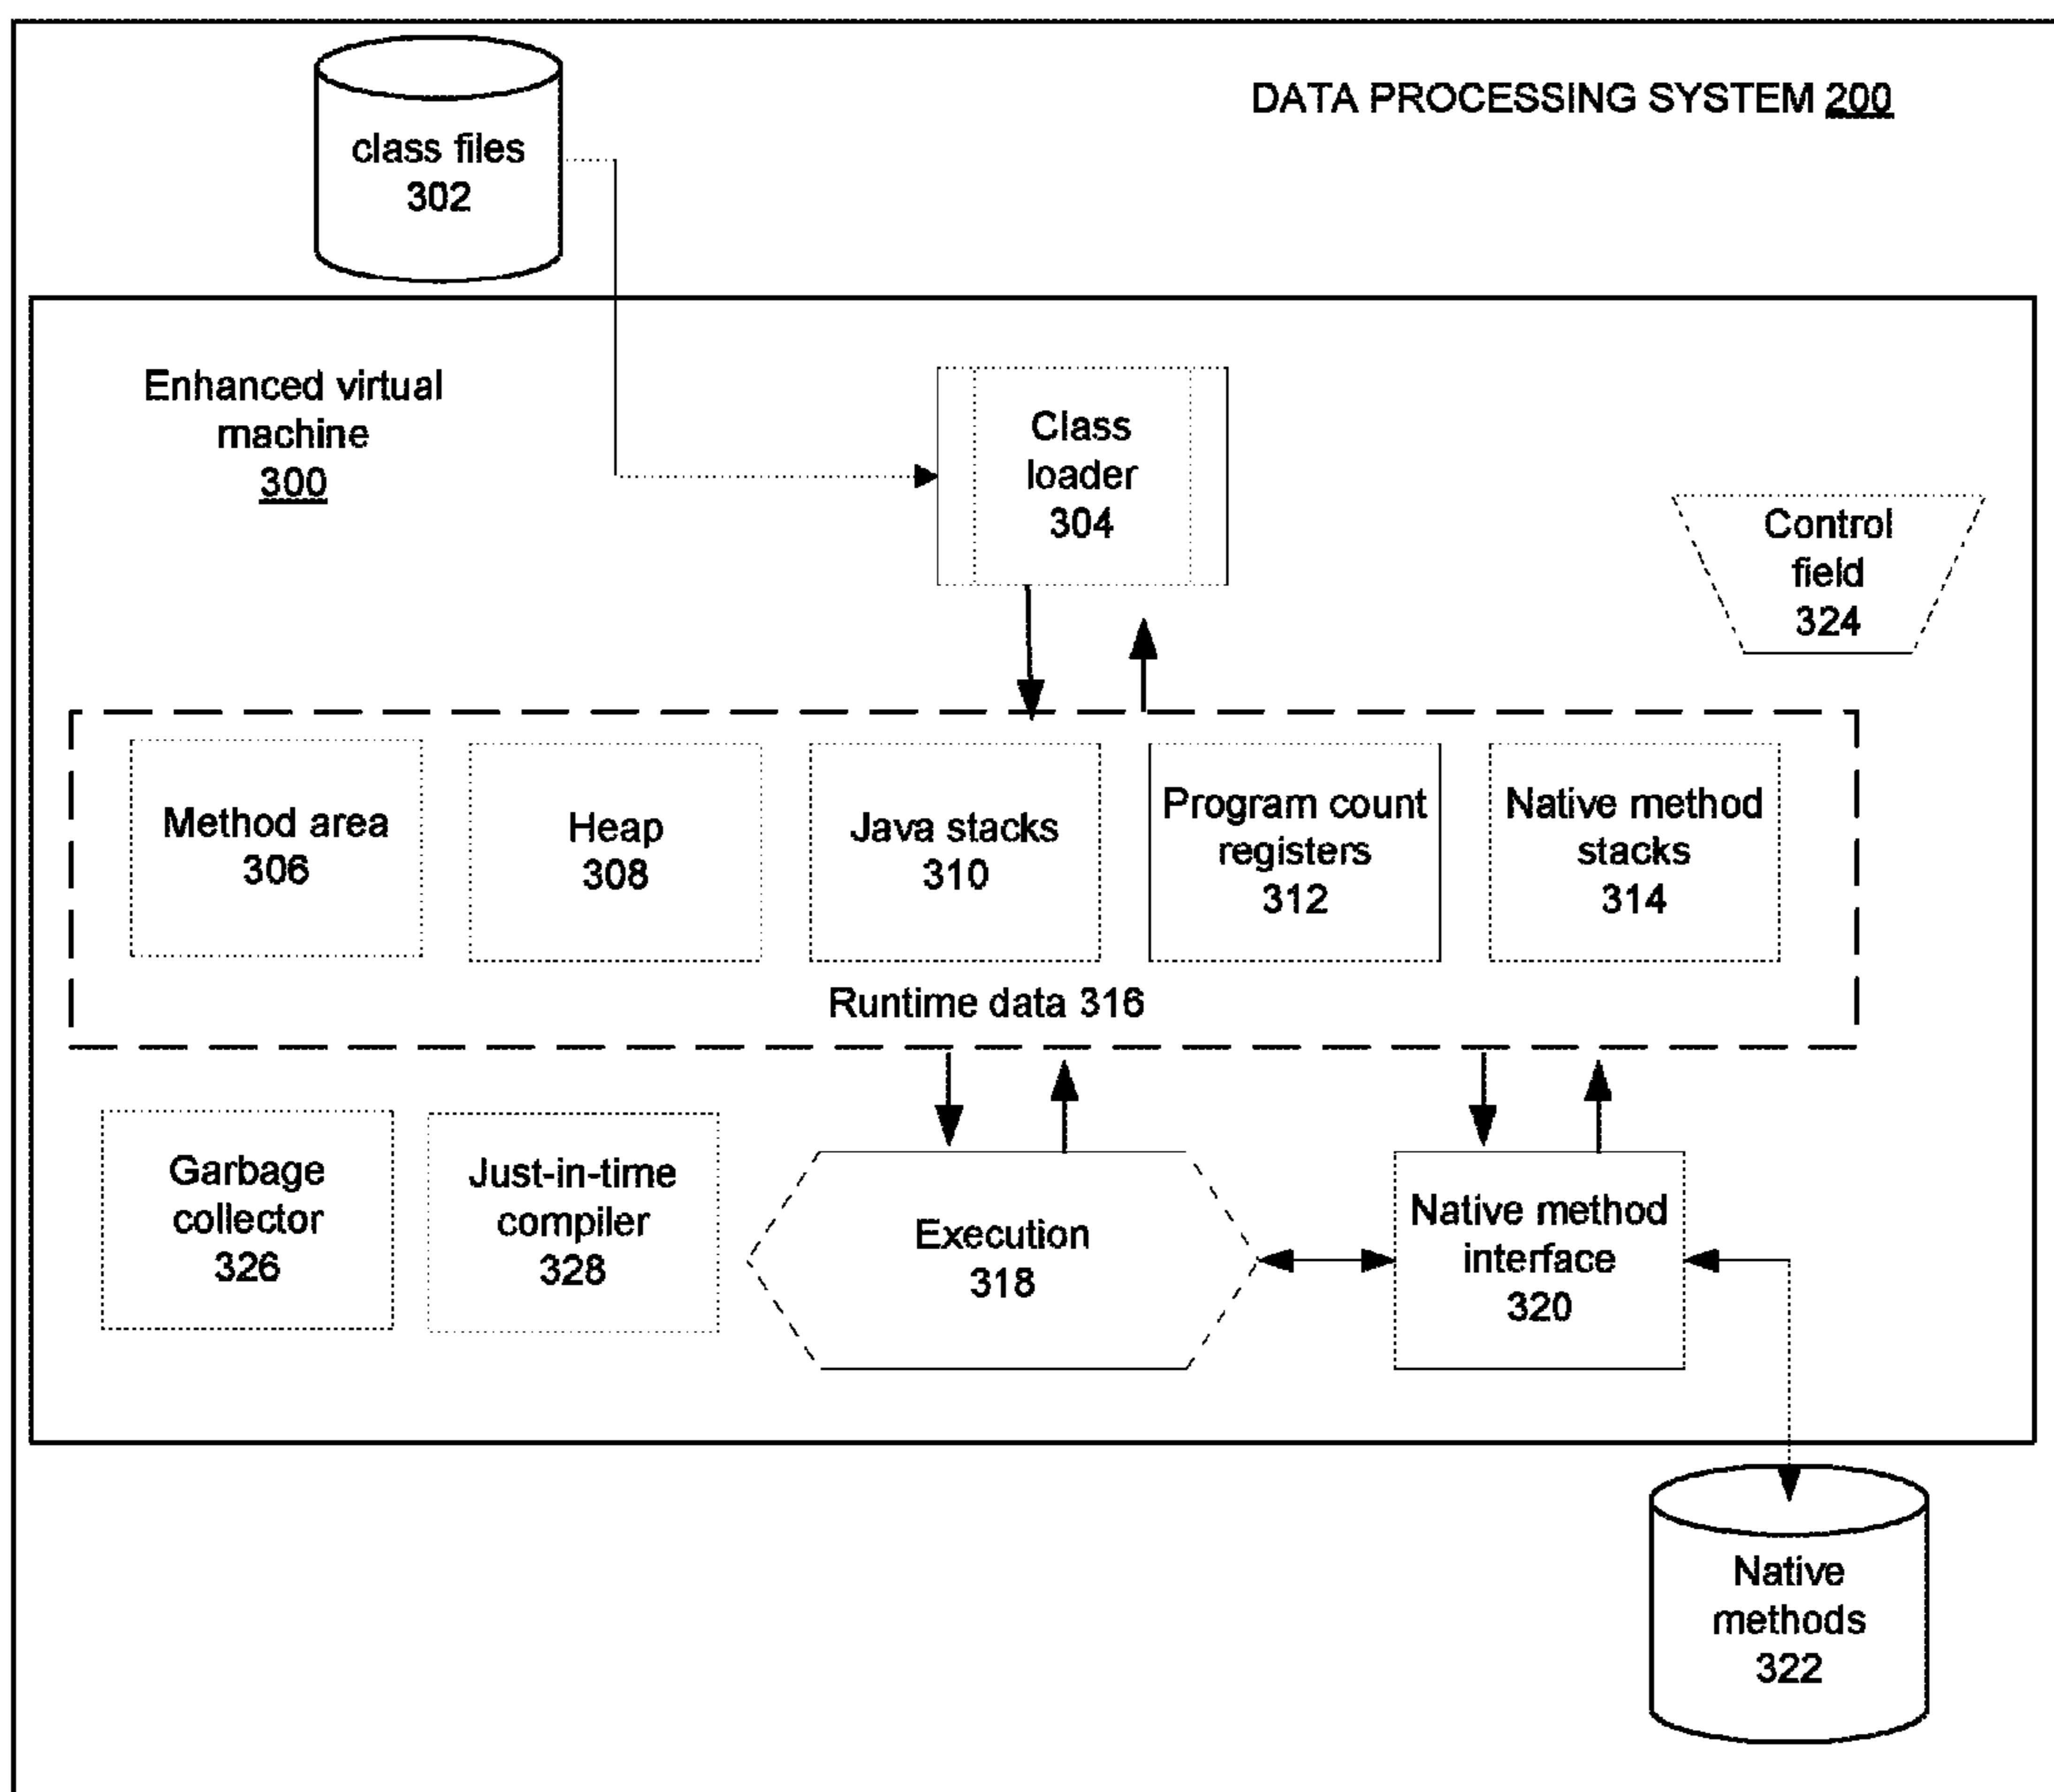 DATA PROCESSING SYSTEM 200
class files
302
Enhanced virtual
machine
300
Class
loader
304
Control
field
324
Method area
306
Heap
308
Java stacks
310
Program count
registers
312
Native method
stacks
314
Runtime data 316
Garbage
collector
326
Just-in-time
compiler
328
Execution
318
Native method
interface
320
Native
methods
322